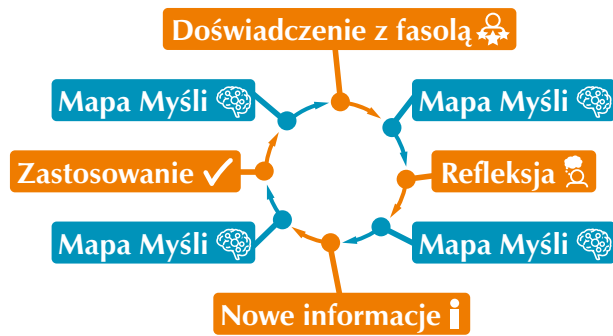 Doświadczenie z fasolą
Mapa Myśli
Mapa Myśli
Zastosowanie
Refleksja
Mapa Myśli
Mapa Myśli
Nowe informacje